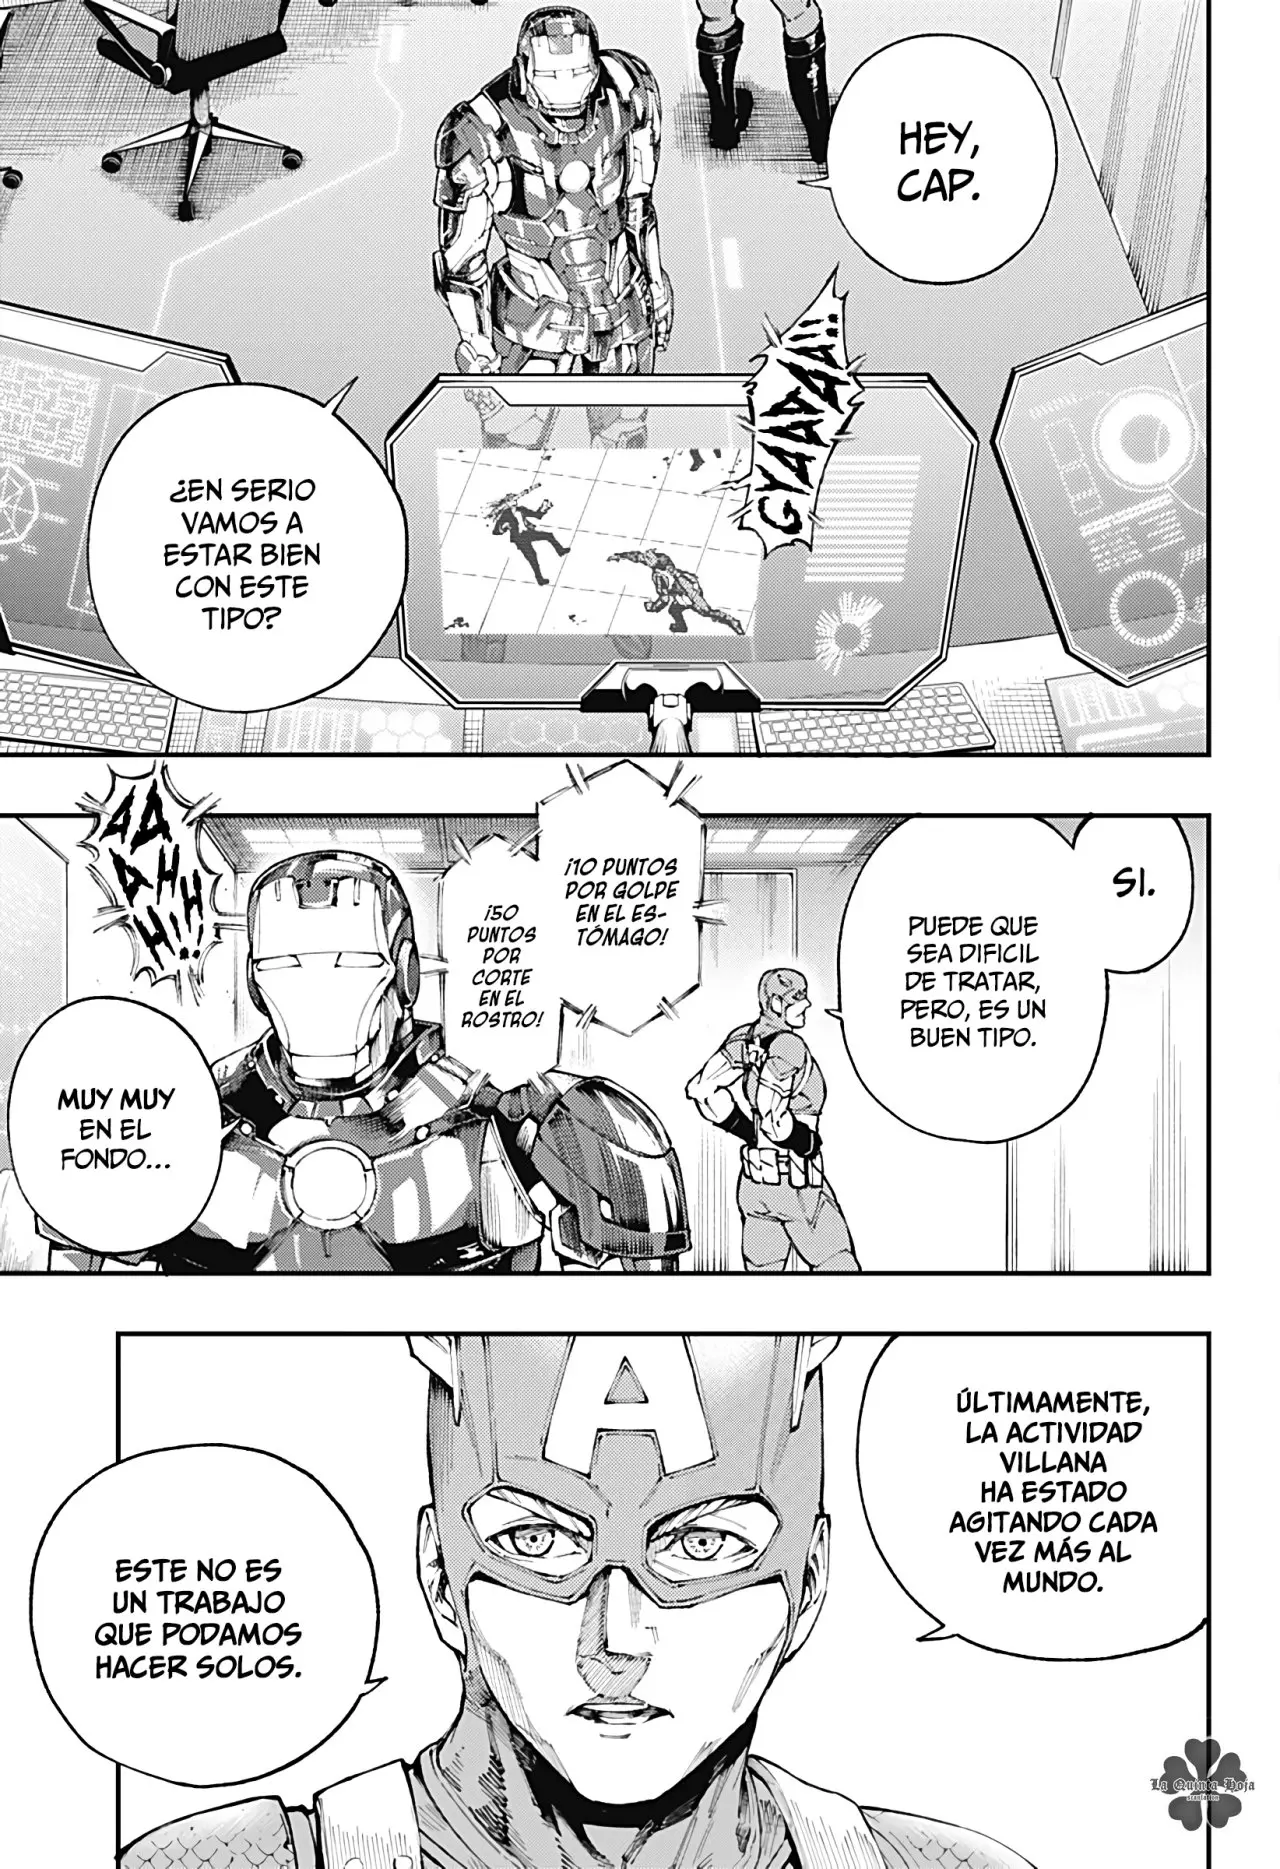 HEY,
CAP.
GYAAAA!!
¿EN SERIO
VAMOS A
ESTAR BIEN
CON ESTE
TIPO?
SI.
PUEDE QUE
SEA DIFICIL
DE TRATAR,
PERO, ES UN
BUEN TIPO.
¡10 PUNTOS
POR GOLPE
EN EL ES-
TÓMAGO!
¡50
PUNTOS
POR
CORTE
EN EL
ROSTRO!
MUY MUY
EN EL
FONDO...
ÚLTIMAMENTE,
LA ACTIVIDAD
VILLANA
HA ESTADO
AGITANDO CADA
VEZ MÁS AL
MUNDO.
ESTE NO ES
UN TRABAJO
QUE PODAMOS
HACER SOLOS.
La Quinta Hoja
scanlation